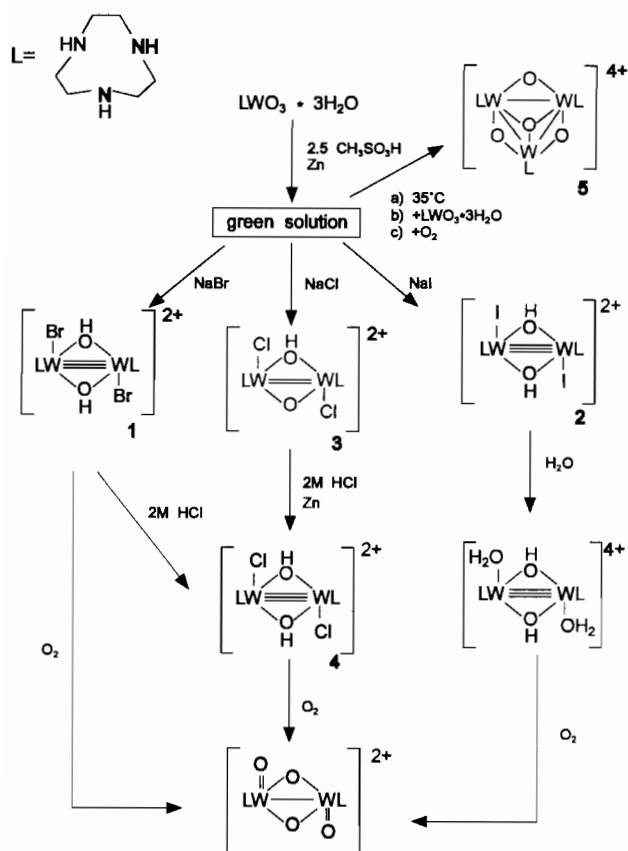 L=
HN NH
N
H
LWO₃ * 3H₂O
2.5 CH₃SO₃H
Zn
green solution
O
LW WL
O
O W O
L
4+
5
a) 35°C
b) +LWO₃•3H₂O
c) +O₂
NaBr
NaCl
NaI
Br H
O
LW WL
O
H Br
2+
1
Cl H
O
LW WL
O
Cl
2+
3
I H
O
LW WL
O
H I
2+
2
2M HCl
2M HCl
Zn
H₂O
Cl H
O
LW WL
O
H Cl
2+
4
H₂O H
O
LW WL
O
H OH₂
4+
O₂
O₂
O₂
O
O
LW WL
O
O
2+